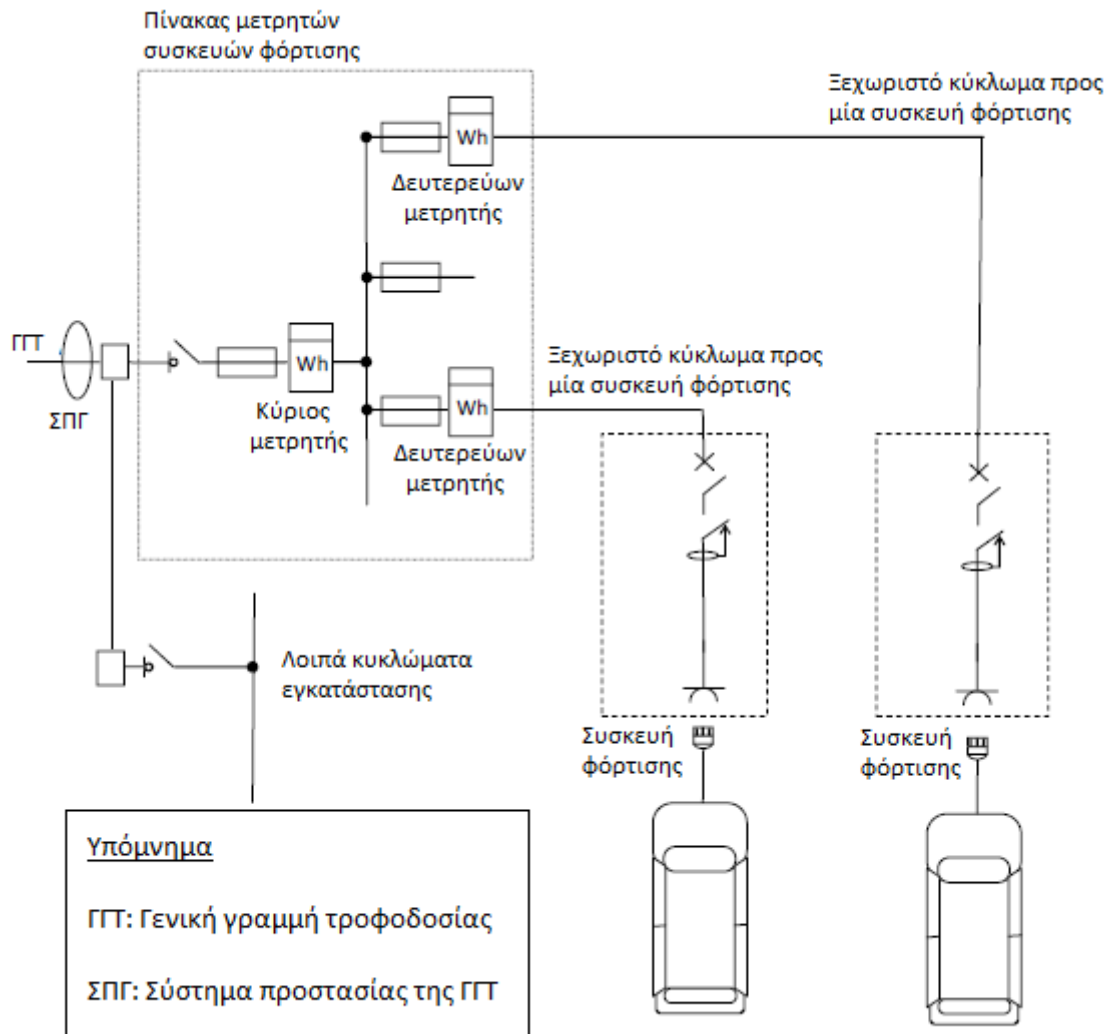 Πίνακας μετρητών
συσκευών φόρτισης
Ξεχωριστό κύκλωμα προς
μία συσκευή φόρτισης
Wh
Δευτερεύων
μετρητής
ΓΓΤ
ΣΠΓ
Wh
Κύριος
μετρητής
Wh
Δευτερεύων
μετρητής
Ξεχωριστό κύκλωμα προς
μία συσκευή φόρτισης
Λοιπά κυκλώματα
εγκατάστασης
Συσκευή
φόρτισης
Συσκευή
φόρτισης
Υπόμνημα
ΓΓΤ: Γενική γραμμή τροφοδοσίας
ΣΠΓ: Σύστημα προστασίας της ΓΓΤ